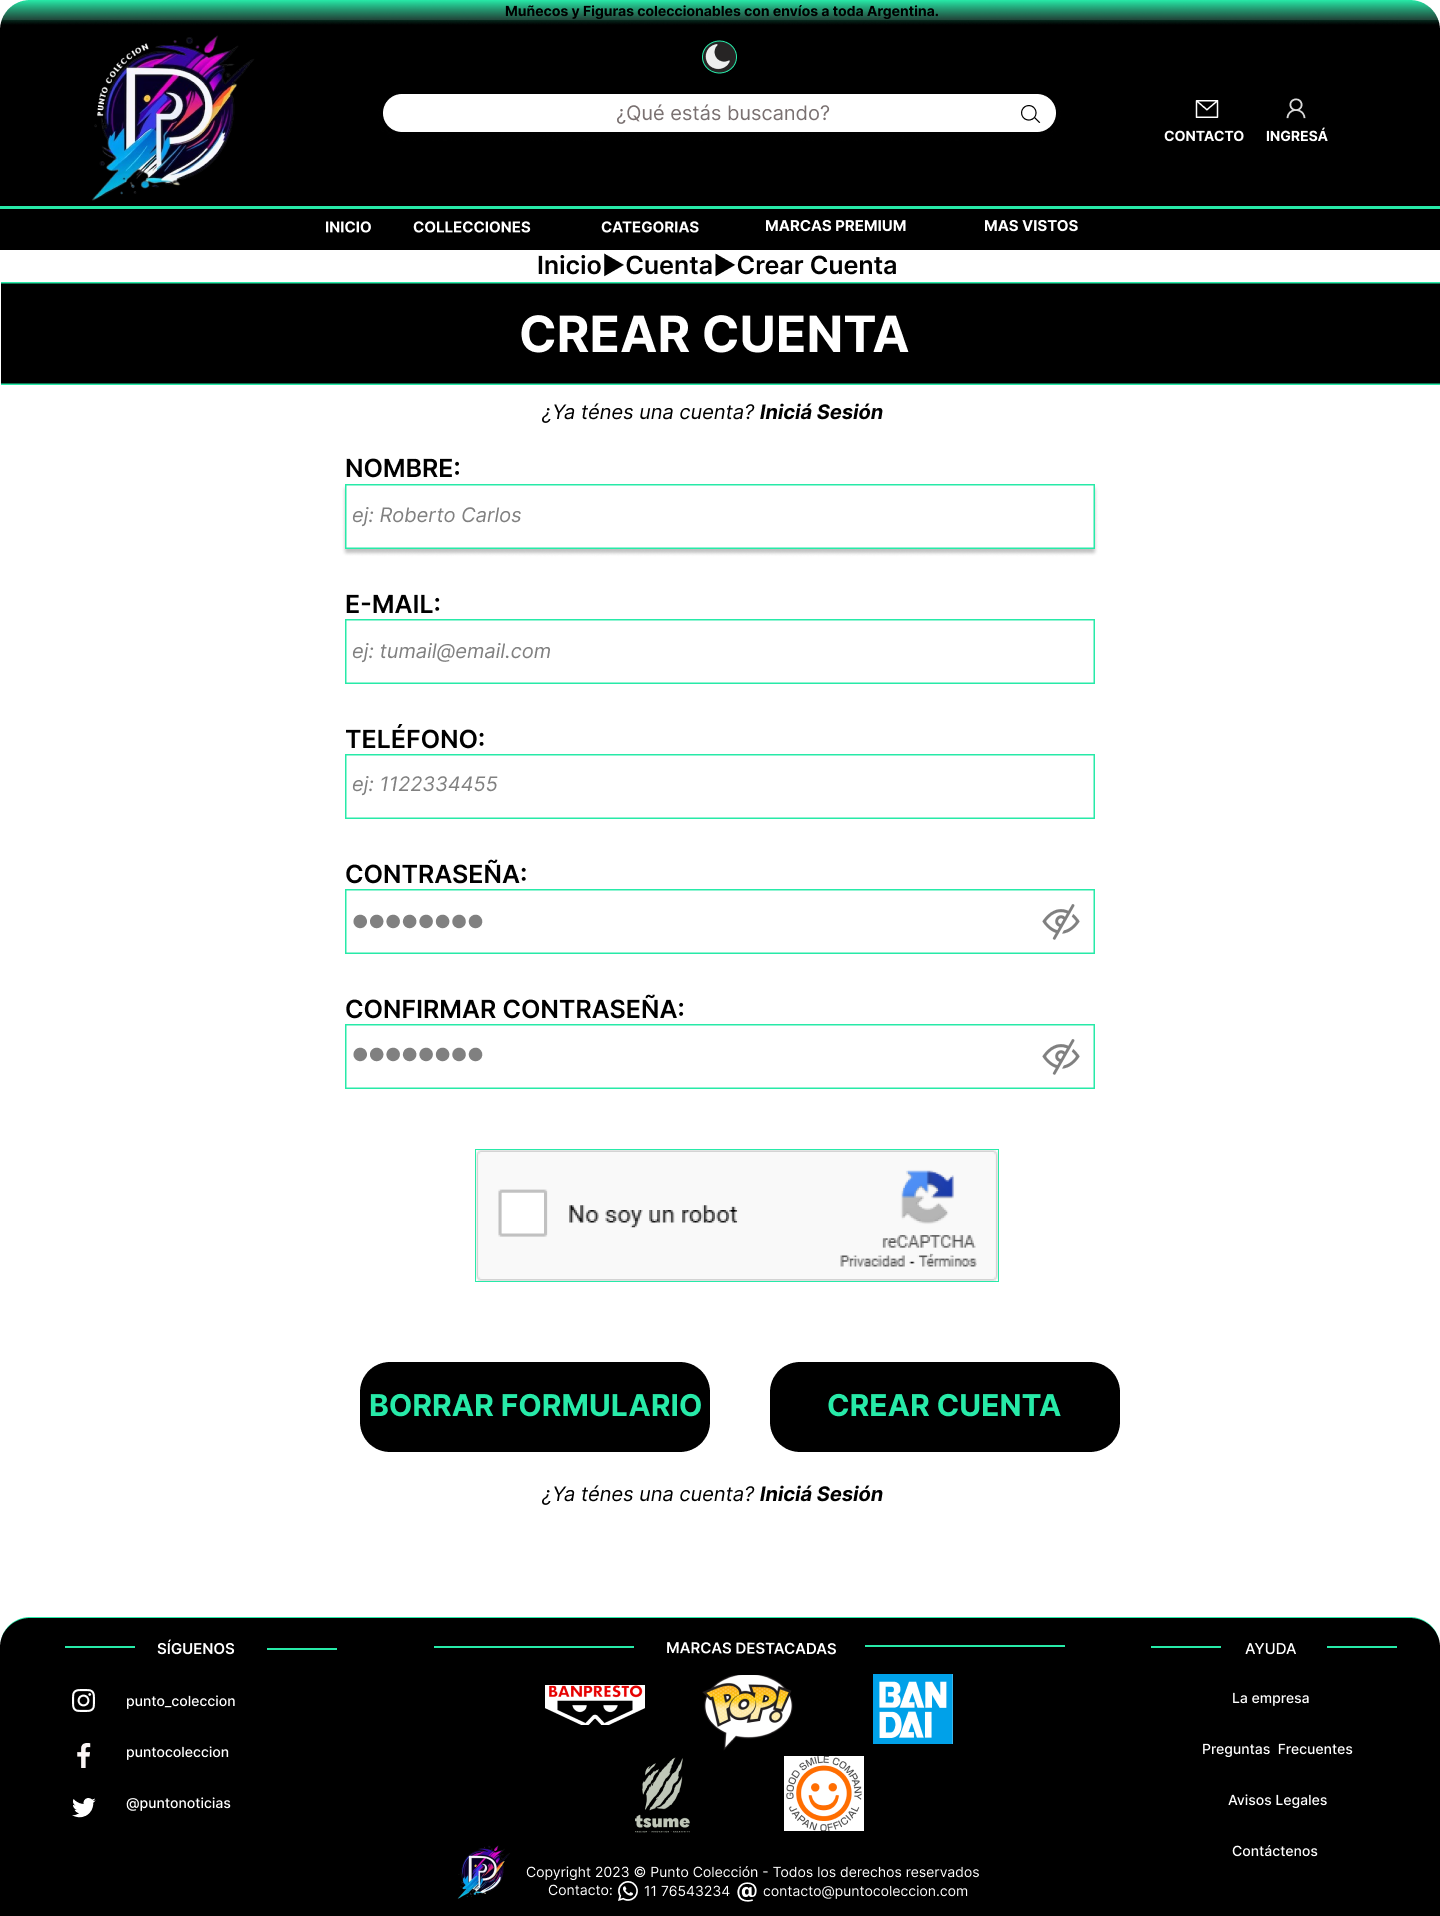 Muñecos y Figuras coleccionables con envíos a toda Argentina.
PUNTO COLECCION
¿Qué estás buscando?
CONTACTO INGRESÁ
INICIO COLLECCIONES CATEGORIAS MARCAS PREMIUM MAS VISTOS
Inicio▶Cuenta▶Crear Cuenta
CREAR CUENTA
¿Ya ténes una cuenta? Iniciá Sesión
NOMBRE:
ej: Roberto Carlos
E-MAIL:
ej: tumail@email.com
TELÉFONO:
ej: 1122334455
CONTRASEÑA:
●●●●●●●●
CONFIRMAR CONTRASEÑA:
●●●●●●●●
No soy un robot
reCAPTCHA
Privacidad - Términos
BORRAR FORMULARIO CREAR CUENTA
¿Ya ténes una cuenta? Iniciá Sesión
SÍGUENOS
punto_coleccion
puntocoleccion
@puntonoticias
MARCAS DESTACADAS
BANPRESTO
POP!
BAN
DAI
tsume
GOOD SMILE COMPANY
JAPAN OFFICIAL
Copyright 2023 © Punto Colección - Todos los derechos reservados
Contacto: 11 76543234 @ contacto@puntocoleccion.com
AYUDA
La empresa
Preguntas Frecuentes
Avisos Legales
Contáctenos